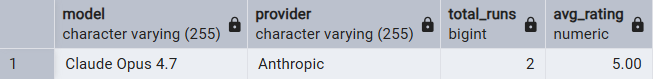 model provider total_runs avg_rating
character varying (255) character varying (255) bigint numeric
1 Claude Opus 4.7 Anthropic 2 5.00